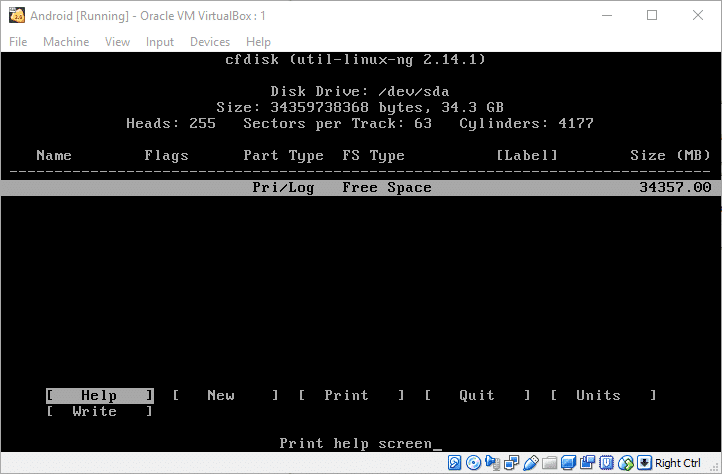 Android [Running] - Oracle VM VirtualBox : 1
File Machine View Input Devices Help
cfdisk (util-linux-ng 2.14.1)
Disk Drive: /dev/sda
Size: 34359738368 bytes, 34.3 GB
Heads: 255 Sectors per Track: 63 Cylinders: 4177
Name Flags Part Type FS Type [Label] Size (MB)
------------------------------------------------------------------------------
Pri/Log Free Space 34357.00
[ Help ] [ New ] [ Print ] [ Quit ] [ Units ]
[ Write ]
Print help screen_
Right Ctrl